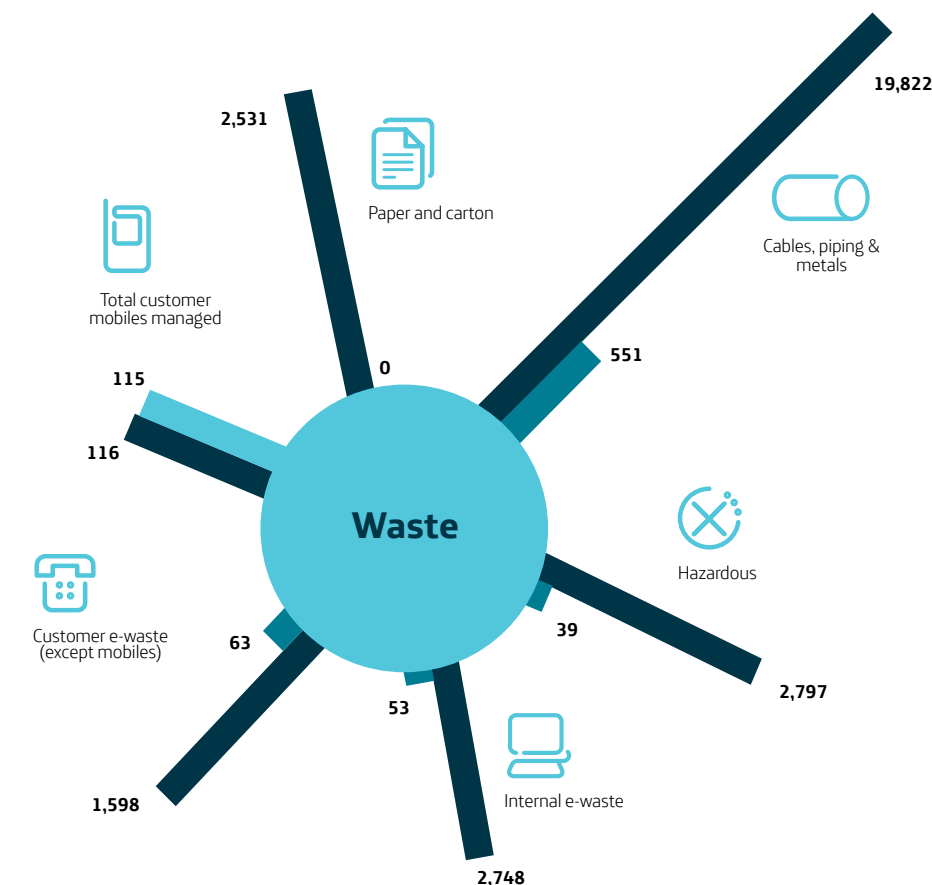 19,822
2,531
Paper and carton
Cables, piping &
metals
Total customer
mobiles managed
551
0
115
116
Waste
Hazardous
39
63
Customer e-waste
(except mobiles)
2,797
53
Internal e-waste
1,598
2,748